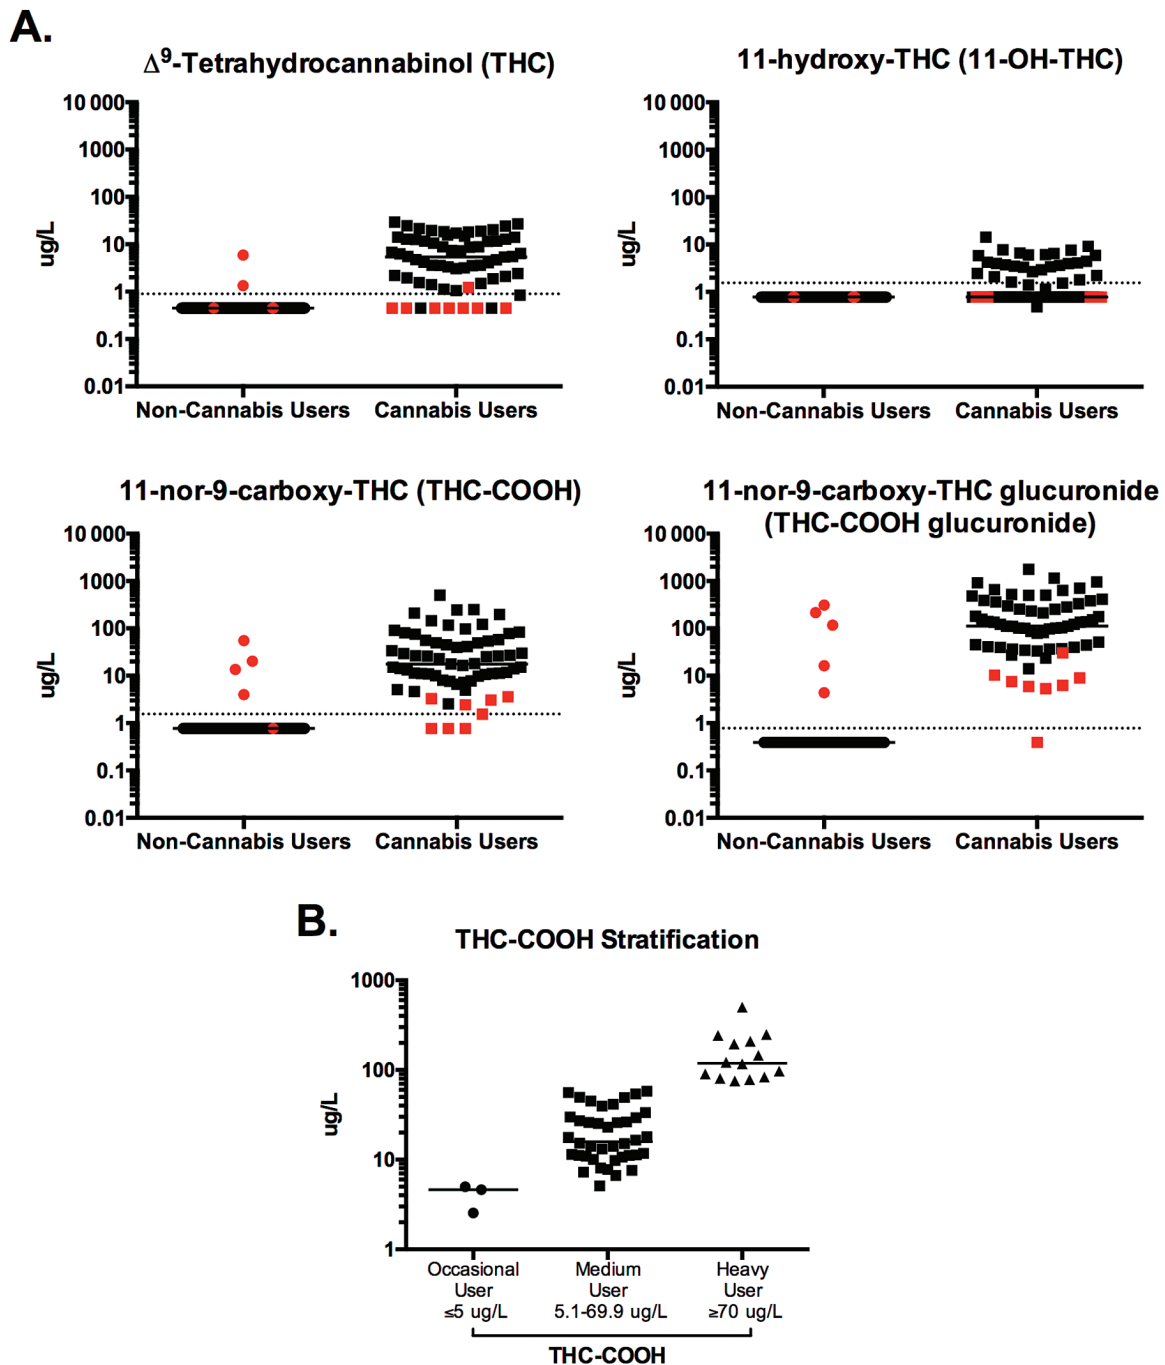 A.
Δ9-Tetrahydrocannabinol (THC)
10 000
1000
100
10
1
0.1
0.01
ug/L
Non-Cannabis Users
Cannabis Users
11-hydroxy-THC (11-OH-THC)
10 000
1000
100
10
1
0.1
0.01
ug/L
Non-Cannabis Users
Cannabis Users
11-nor-9-carboxy-THC (THC-COOH)
10 000
1000
100
10
1
0.1
0.01
ug/L
Non-Cannabis Users
Cannabis Users
11-nor-9-carboxy-THC glucuronide
(THC-COOH glucuronide)
10 000
1000
100
10
1
0.1
0.01
ug/L
Non-Cannabis Users
Cannabis Users
B.
THC-COOH Stratification
1000
100
10
1
ug/L
Occasional
User
≤5 ug/L
Medium
User
5.1-69.9 ug/L
Heavy
User
≥70 ug/L
THC-COOH